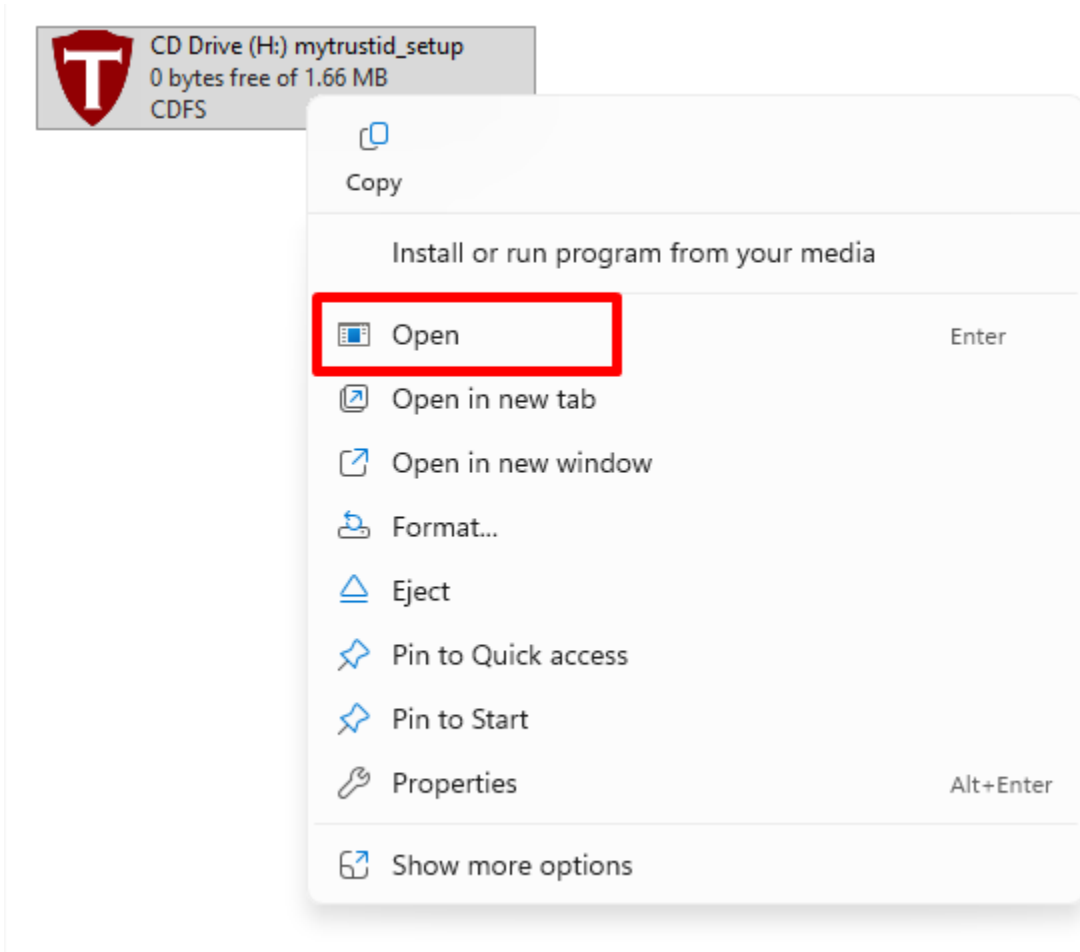 T
CD Drive (H:) mytrustid_setup
0 bytes free of 1.66 MB
CDFS
Copy
Install or run program from your media
Open Enter
Open in new tab
Open in new window
Format...
Eject
Pin to Quick access
Pin to Start
Properties Alt+Enter
Show more options